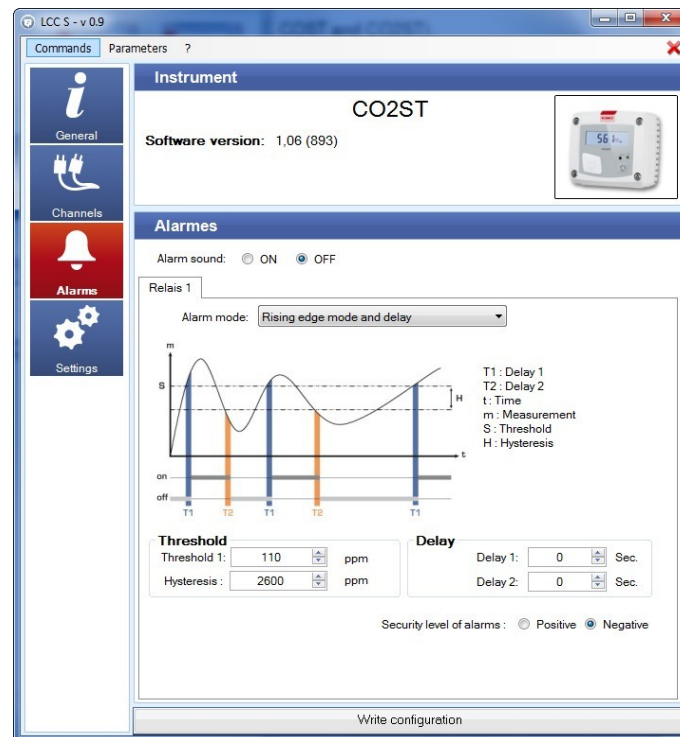 LCC S - v 0.9
Commands Parameters ?
Instrument
CO2ST
Software version: 1,06 (893)
General
Channels
Alarms
Settings
Alarmes
Alarm sound: ON OFF
Relais 1
Alarm mode: Rising edge mode and delay
m
S
H
t
on
off
T1 T2 T1 T2 T1
T1 : Delay 1
T2 : Delay 2
t : Time
m : Measurement
S : Threshold
H : Hysteresis
Threshold
Threshold 1: 110 ppm
Hysteresis : 2600 ppm
Delay
Delay 1: 0 Sec.
Delay 2: 0 Sec.
Security level of alarms : Positive Negative
Write configuration